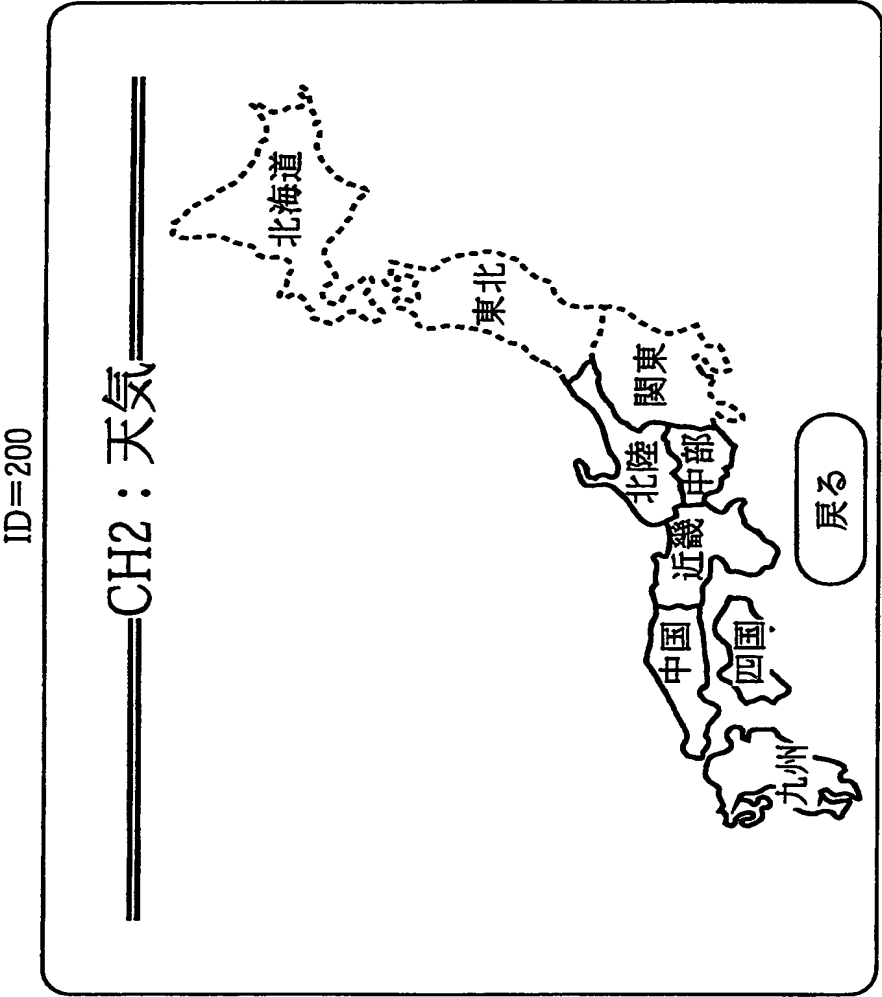 ID=200
CH2：天気
北海道
東北
関東
北陸
中部
近畿
中国
四国
九州
戻る